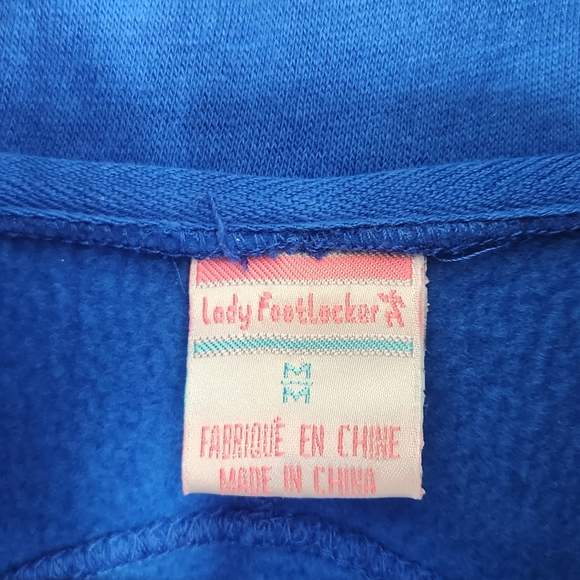 Lady Footlocker
M
M
FABRIQUÉ EN CHINE
MADE IN CHINA